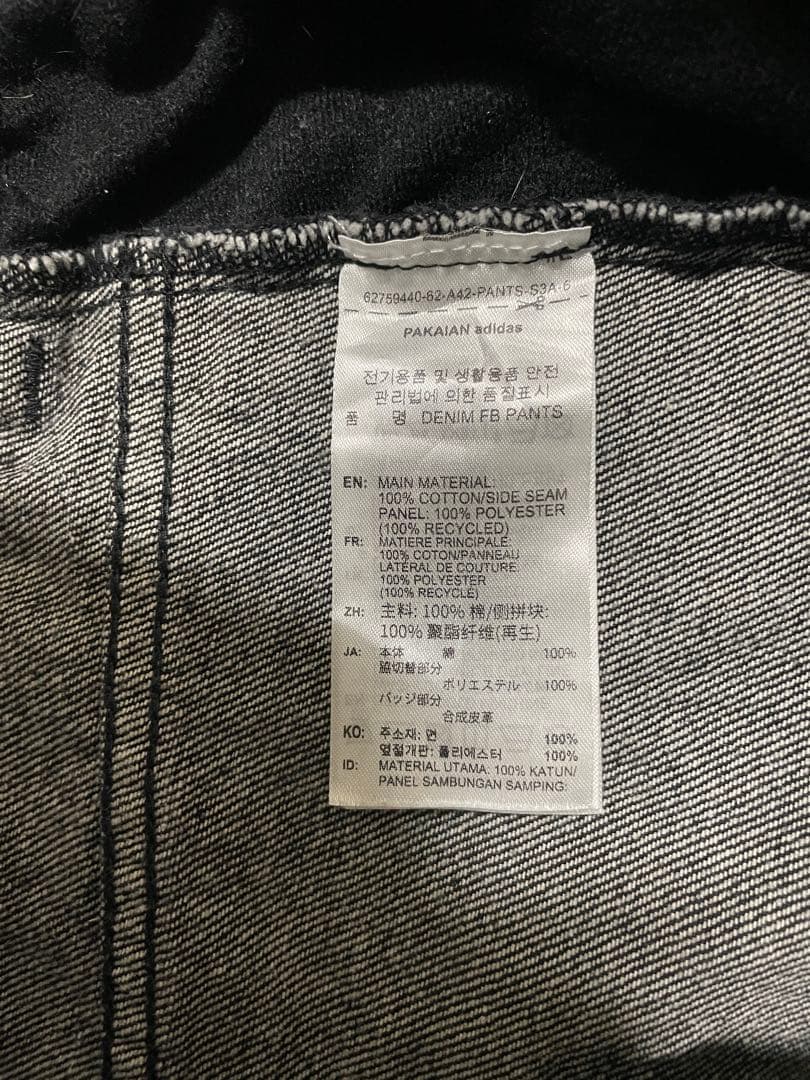 62759440-62-A42-PANTS-S3A-6
PAKAIAN adidas
전기용품 및 생활용품 안전
관리법에 의한 품질표시
품 명 DENIM FB PANTS
EN: MAIN MATERIAL:
100% COTTON/SIDE SEAM
PANEL: 100% POLYESTER
(100% RECYCLED)
FR: MATIERE PRINCIPALE:
100% COTON/PANNEAU
LATÉRAL DE COUTURE:
100% POLYESTER
(100% RECYCLÉ)
ZH: 主料: 100% 棉/侧拼块:
100% 聚酯纤维(再生)
JA: 本体 綿 100%
脇切替部分
ポリエステル 100%
バッジ部分
合成皮革
KO: 주소재: 면 100%
옆절개판: 폴리에스터 100%
ID: MATERIAL UTAMA: 100% KATUN/
PANEL SAMBUNGAN SAMPING: